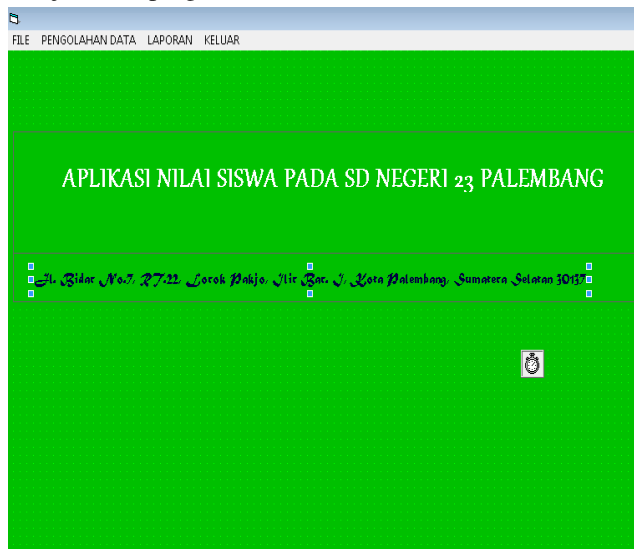 FILE PENGOLAHAN DATA LAPORAN KELUAR
APLIKASI NILAI SISWA PADA SD NEGERI 23 PALEMBANG
Jl. Bidar No.7, RT.22, Lorok Pakjo, Ilir Bar. I, Kota Palembang, Sumatera Selatan 30137